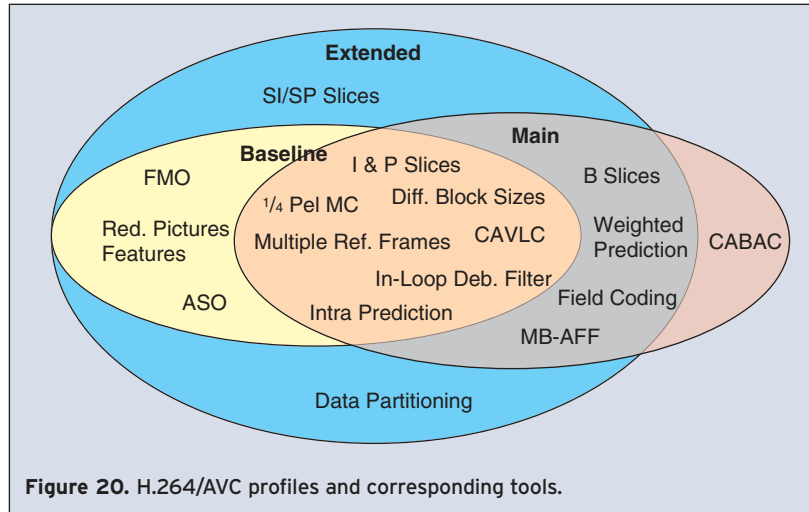 Extended
SI/SP Slices
Main
Baseline
I & P Slices
FMO
B Slices
1/4 Pel MC
Diff. Block Sizes
Red. Pictures
Features
Multiple Ref. Frames
CAVLC
Weighted
Prediction
CABAC
In-Loop Deb. Filter
ASO
Intra Prediction
Field Coding
MB-AFF
Data Partitioning
Figure 20. H.264/AVC profiles and corresponding tools.